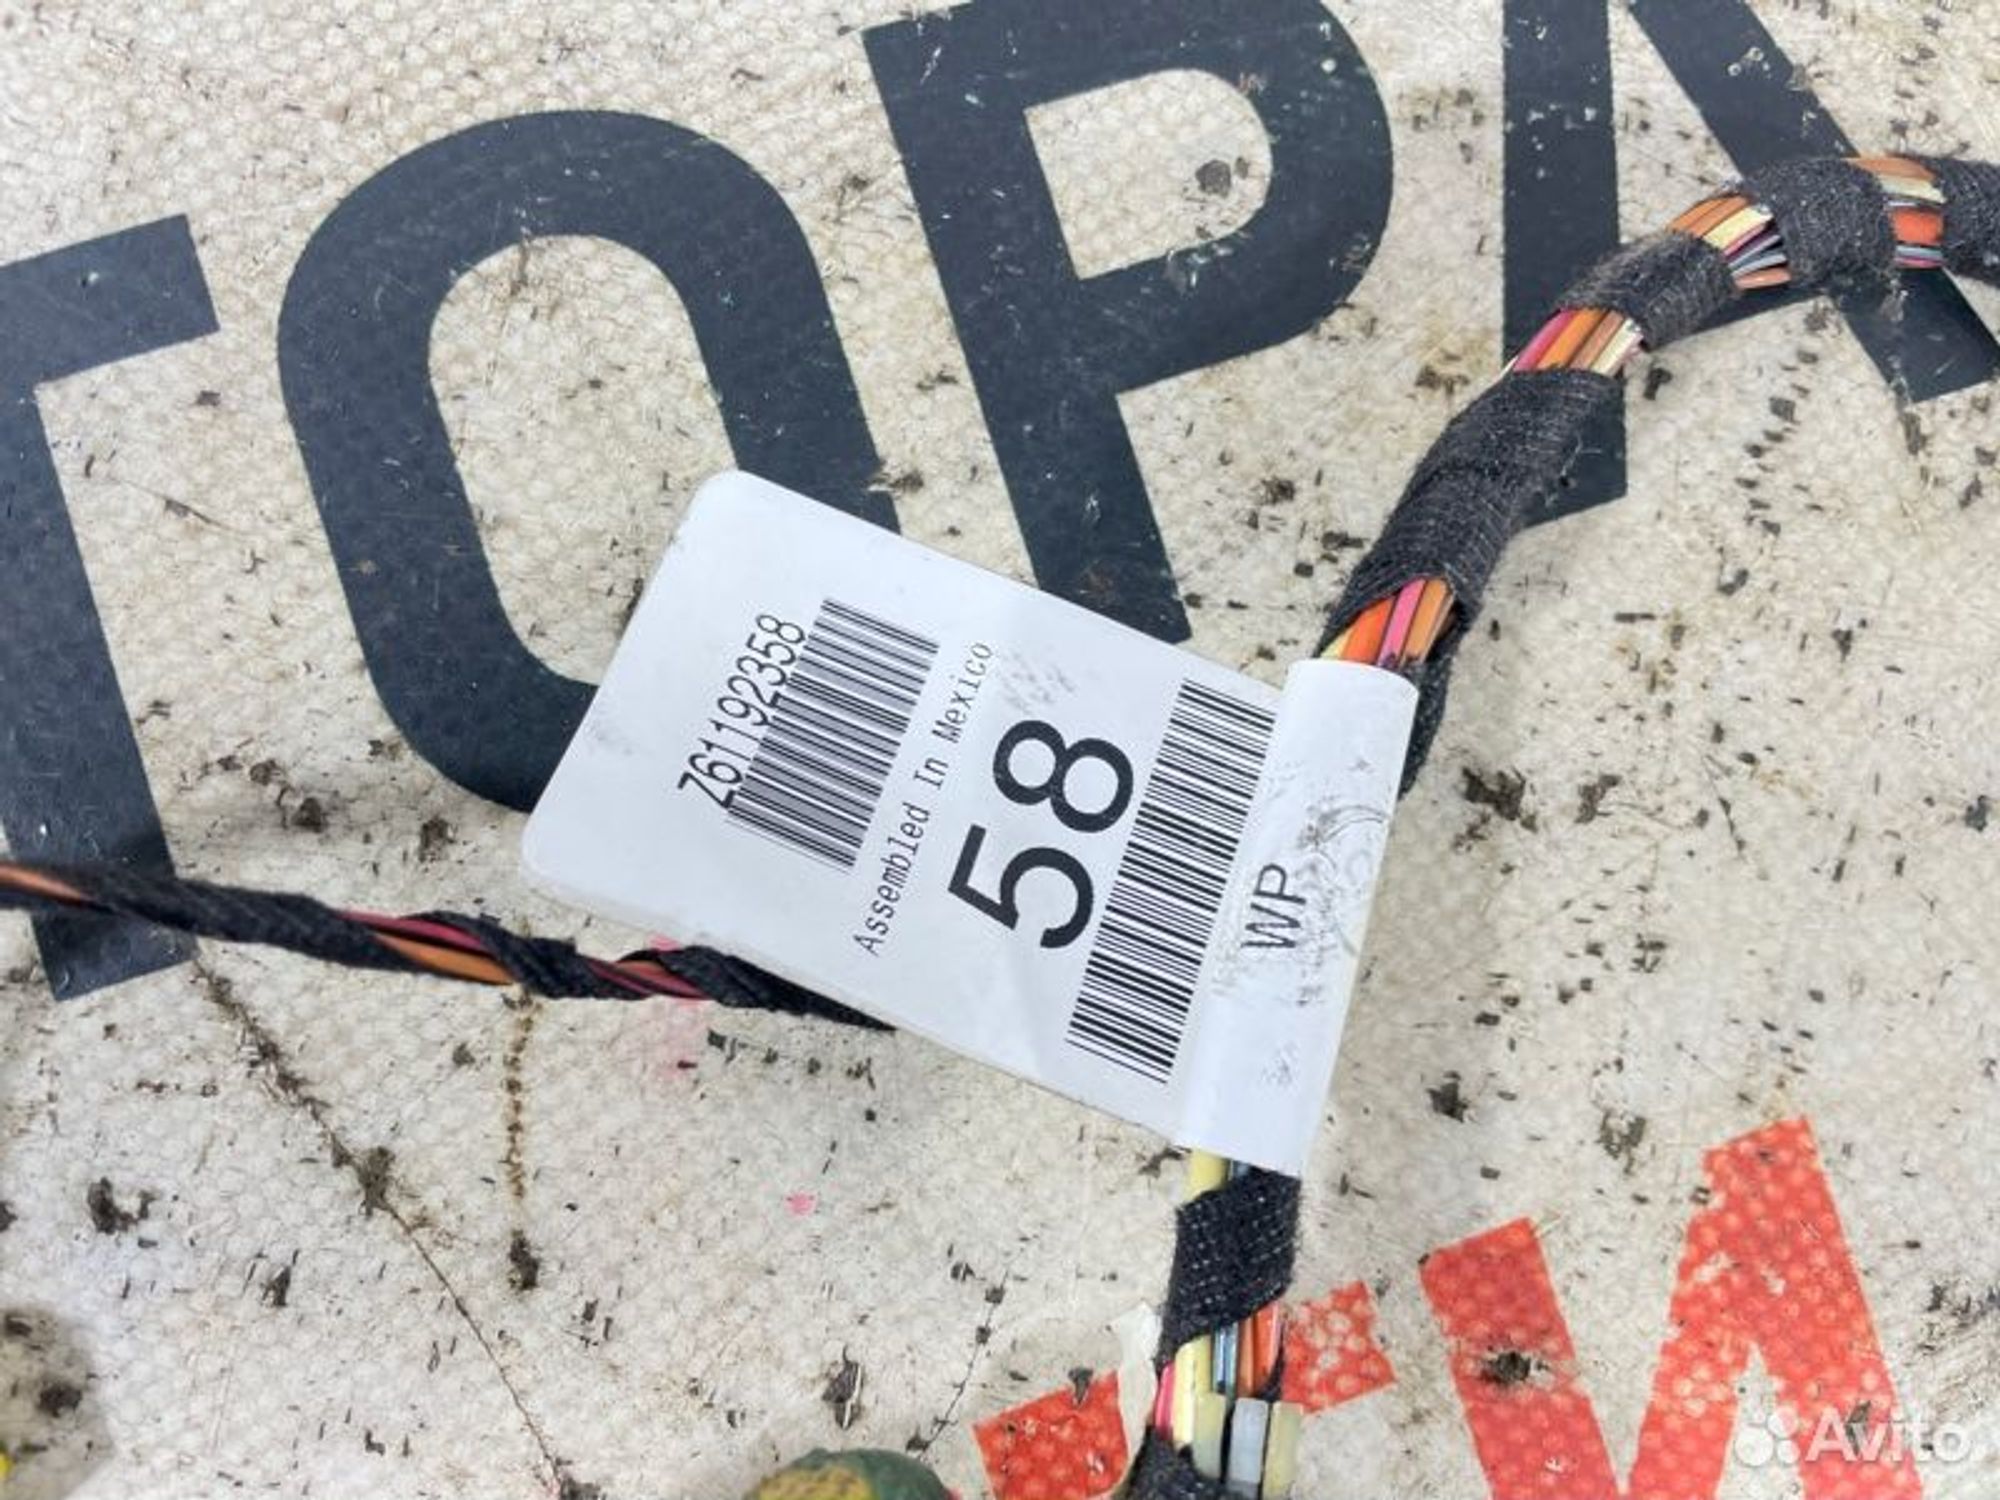 ТОРА
Z61192358
Assembled In Mexico
58
WP
Avito